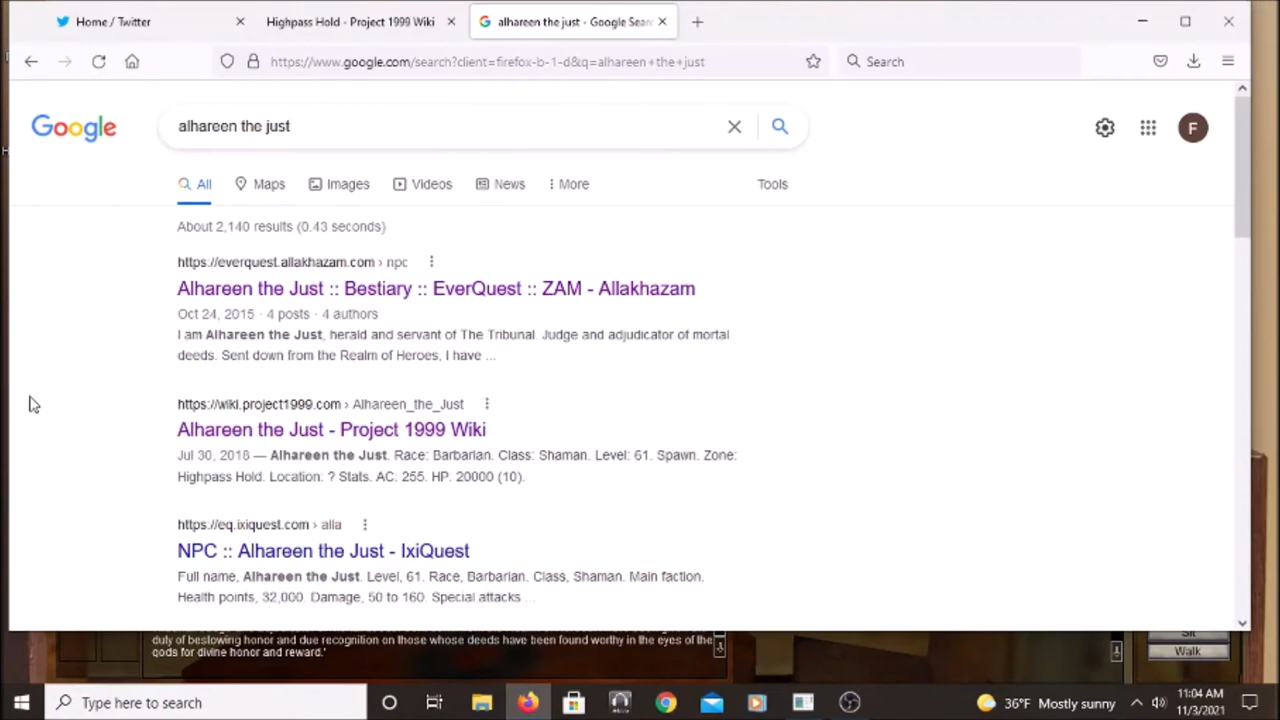 Home / Twitter
Highpass Hold - Project 1999 Wiki
alhareen the just - Google Sear
https://www.google.com/search?client=firefox-b-1-d&q=alhareen+the+just
Search
Google
alhareen the just
F
All
Maps
Images
Videos
News
More
Tools
About 2,140 results (0.43 seconds)
https://everquest.allakhazam.com › npc
Alhareen the Just :: Bestiary :: EverQuest :: ZAM - Allakhazam
Oct 24, 2015 · 4 posts · 4 authors
I am Alhareen the Just, herald and servant of The Tribunal. Judge and adjudicator of mortal
deeds. Sent down from the Realm of Heroes, I have ...
https://wiki.project1999.com › Alhareen_the_Just
Alhareen the Just - Project 1999 Wiki
Jul 30, 2018 — Alhareen the Just. Race: Barbarian. Class: Shaman. Level: 61. Spawn. Zone:
Highpass Hold. Location: ? Stats. AC: 255. HP: 20000 (10).
https://eq.ixiquest.com › alla
NPC :: Alhareen the Just - IxiQuest
Full name, Alhareen the Just. Level, 61. Race, Barbarian. Class, Shaman. Main faction.
Health points, 32,000. Damage, 50 to 160. Special attacks ...
duty of bestowing honor and due recognition on those whose deeds have been found worthy in the eyes of the
gods for divine honor and reward.'
Sit
Walk
Type here to search
36°F Mostly sunny
11:04 AM
11/3/2021